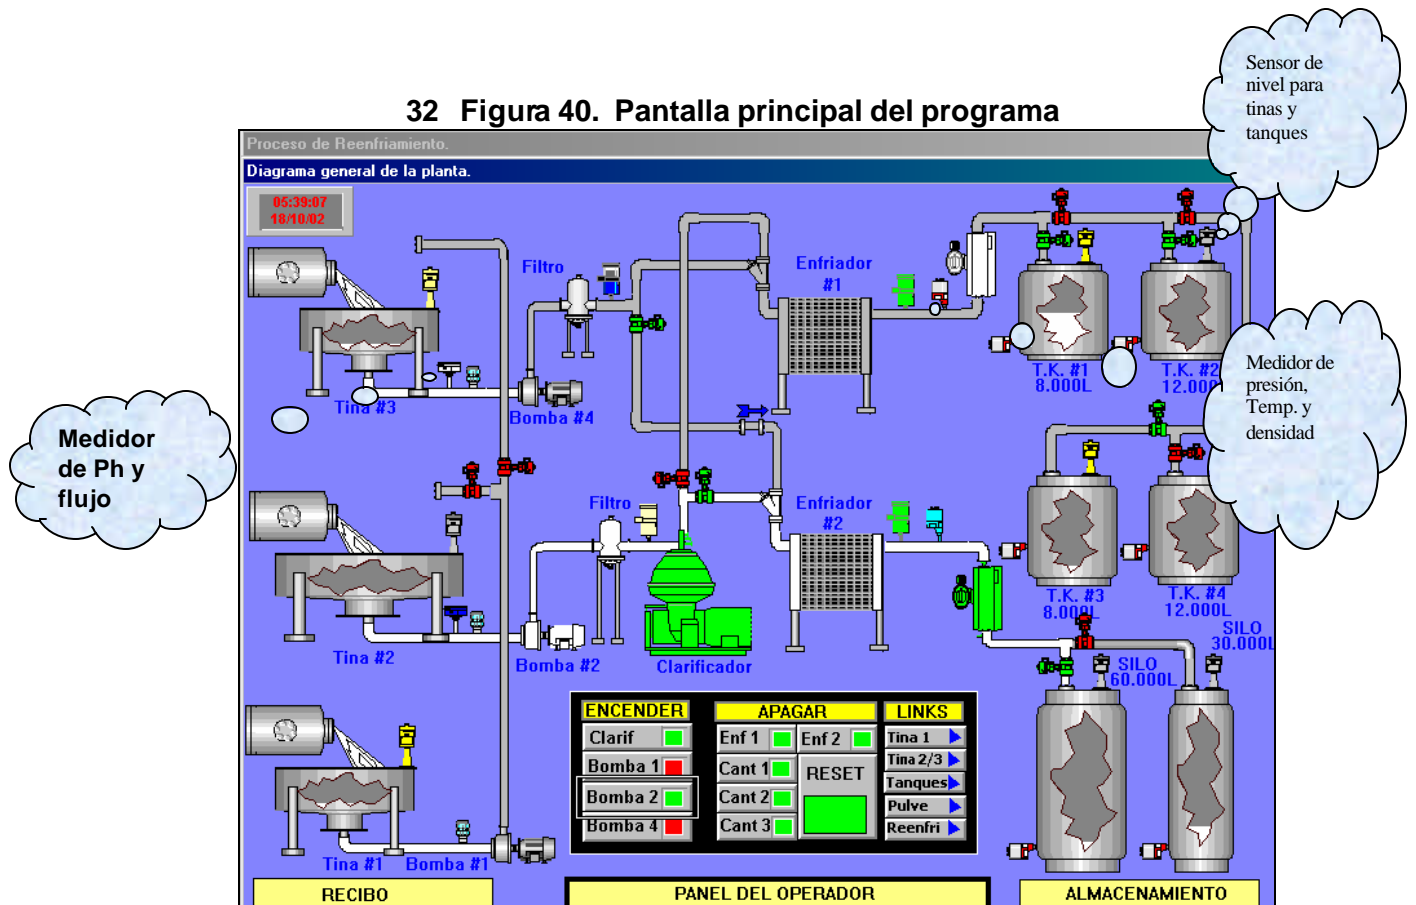 Sensor de
nivel para
tinas y
tanques
32 Figura 40. Pantalla principal del programa
Proceso de Reenfriamiento.
Diagrama general de la planta.
05:39:07
18/10/02
Filtro
Enfriador
#1
T.K. #1
8.000L
T.K. #2
12.000
Medidor de
presión,
Temp. y
densidad
Tina #3
Bomba #4
Medidor
de Ph y
flujo
Filtro
Enfriador
#2
T.K. #3
8.000L
T.K. #4
12.000L
SILO
30.000L
SILO
60.000L
Tina #2
Bomba #2
Clarificador
ENCENDER
APAGAR
LINKS
Clarif
Enf 1
Enf 2
Tina 1
Bomba 1
Cant 1
RESET
Tina 2/3
Tanques
Bomba 2
Cant 2
Pulve
Bomba 4
Cant 3
Reenfri
Tina #1
Bomba #1
RECIBO
PANEL DEL OPERADOR
ALMACENAMIENTO